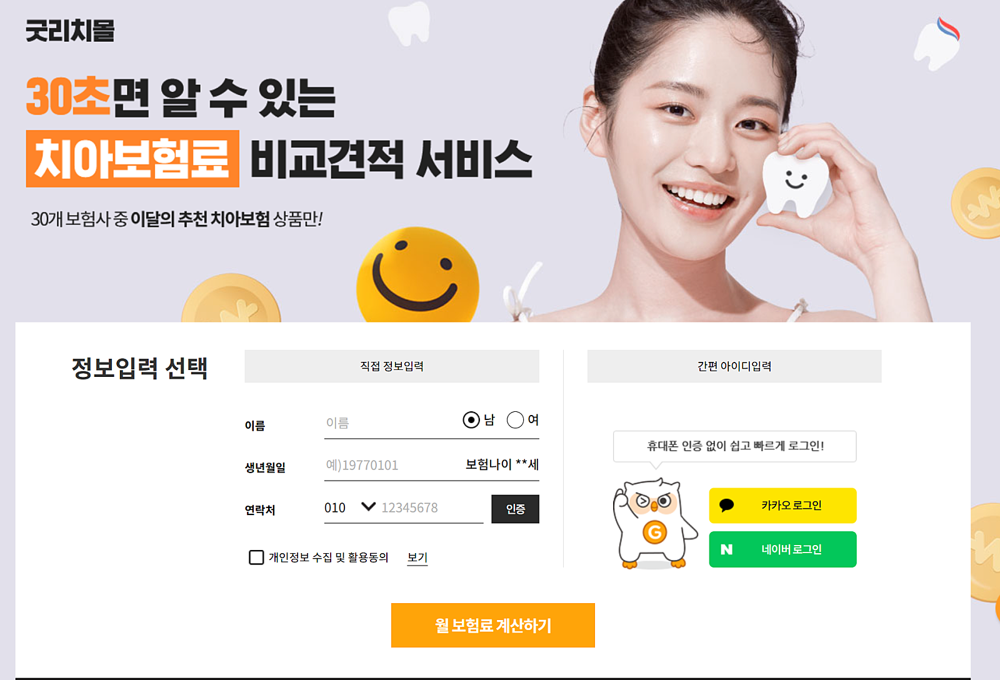 굿리치몰
30초면 알 수 있는
치아보험료 비교견적 서비스
30개 보험사 중 이달의 추천 치아보험 상품만!
정보입력 선택
직접 정보입력
이름
이름
남
여
생년월일
예)19770101
보험나이 **세
연락처
010
12345678
인증
개인정보 수집 및 활용동의
보기
간편 아이디입력
휴대폰 인증 없이 쉽고 빠르게 로그인!
G
카카오 로그인
N 네이버 로그인
월 보험료 계산하기